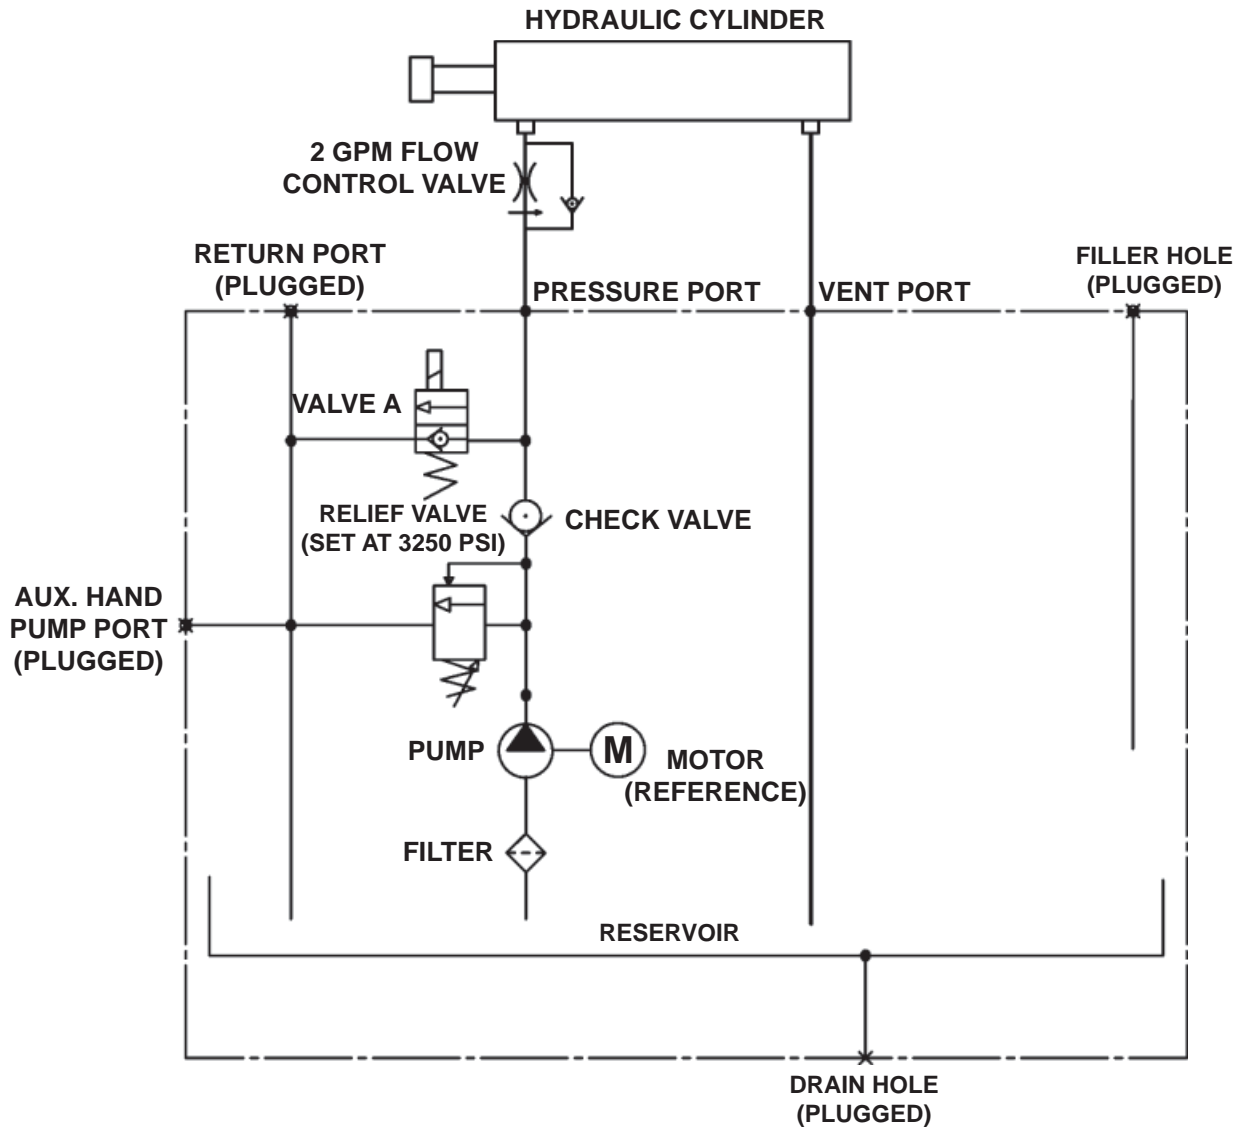 HYDRAULIC CYLINDER
2 GPM FLOW
CONTROL VALVE
RETURN PORT
(PLUGGED)
FILLER HOLE
(PLUGGED)
PRESSURE PORT
VENT PORT
VALVE A
RELIEF VALVE
(SET AT 3250 PSI)
CHECK VALVE
AUX. HAND
PUMP PORT
(PLUGGED)
PUMP
M
MOTOR
(REFERENCE)
FILTER
RESERVOIR
DRAIN HOLE
(PLUGGED)